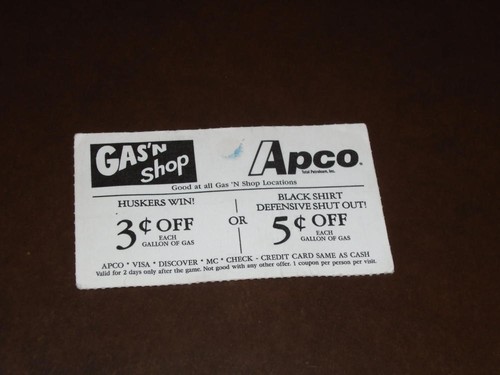 GAS'N Shop
Apco®
Total Petroleum, Inc.
Good at all Gas 'N Shop Locations
HUSKERS WIN!
3¢ OFF
EACH
GALLON OF GAS
OR
BLACK SHIRT
DEFENSIVE SHUT OUT!
5¢ OFF
EACH
GALLON OF GAS
APCO * VISA * DISCOVER * MC * CHECK - CREDIT CARD SAME AS CASH
Valid for 2 days only after the game. Not good with any other offer. 1 coupon per person per visit.